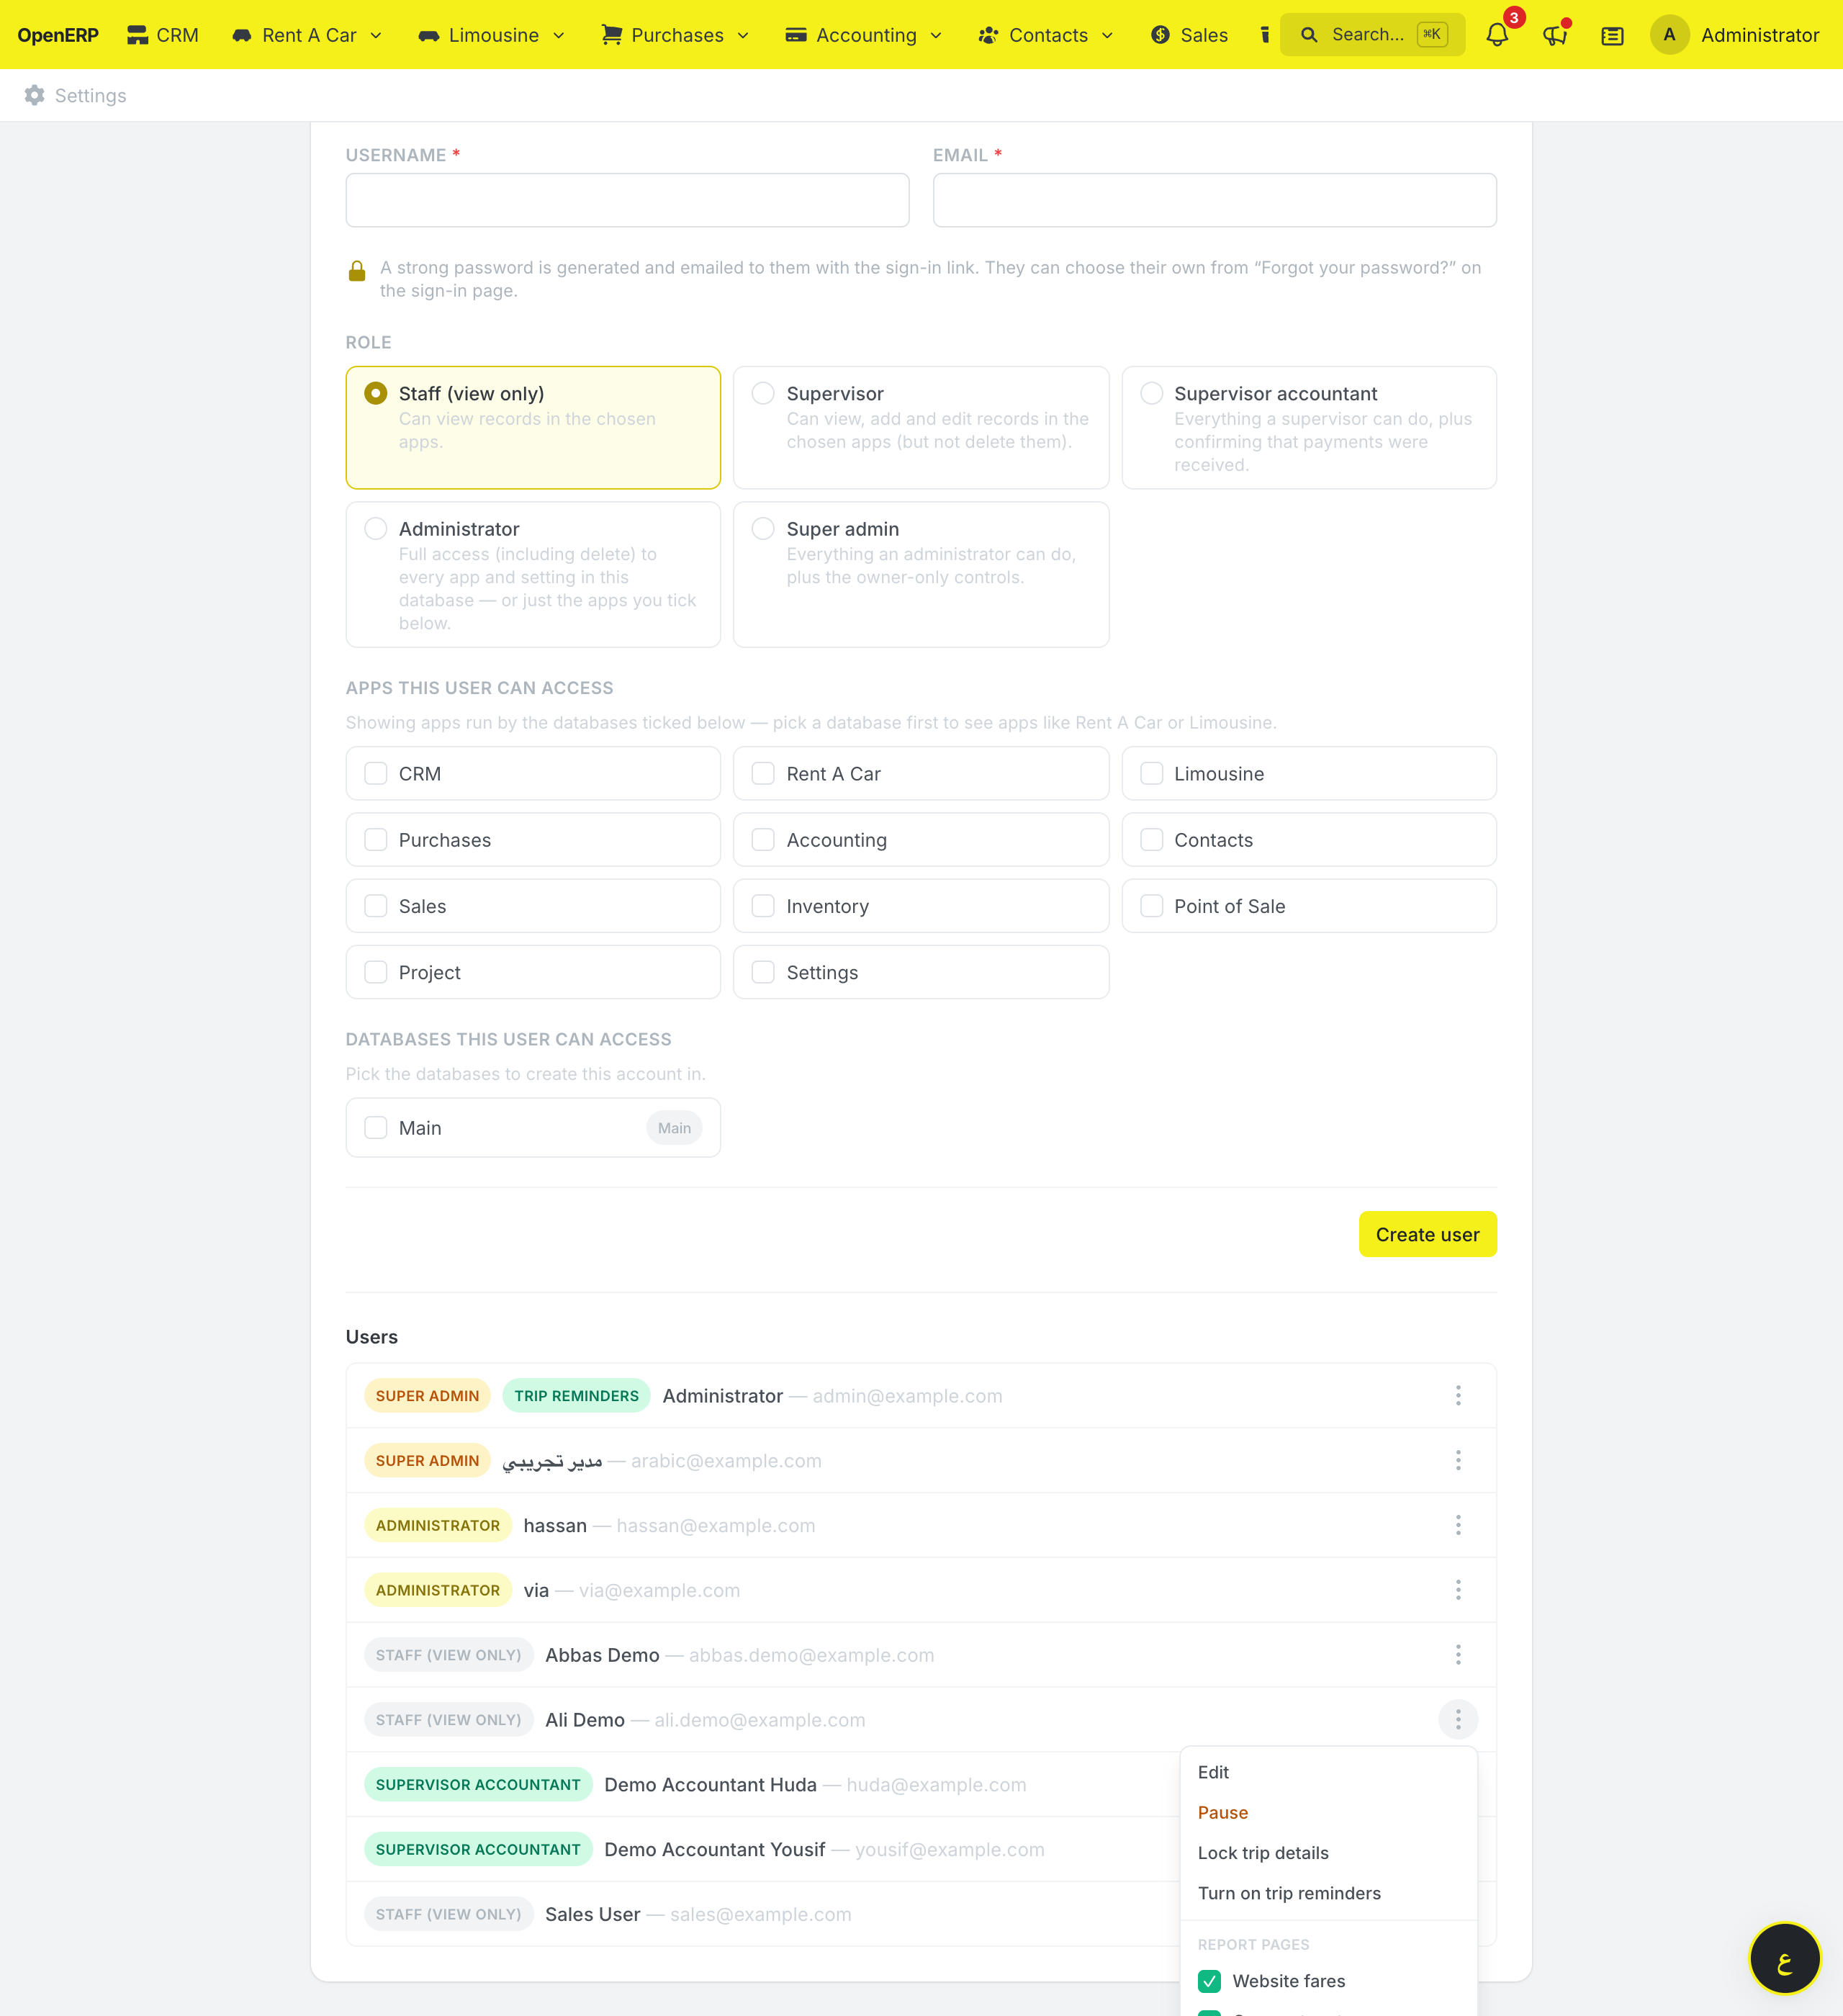 OpenERP CRM Rent A Car Limousine Purchases Accounting Contacts Sales Search... ⌘K 3 A Administrator
Settings
USERNAME * EMAIL *
A strong password is generated and emailed to them with the sign-in link. They can choose their own from “Forgot your password?” on
the sign-in page.
ROLE
Staff (view only)
Can view records in the chosen
apps.
Supervisor
Can view, add and edit records in the
chosen apps (but not delete them).
Supervisor accountant
Everything a supervisor can do, plus
confirming that payments were
received.
Administrator
Full access (including delete) to
every app and setting in this
database — or just the apps you tick
below.
Super admin
Everything an administrator can do,
plus the owner-only controls.
APPS THIS USER CAN ACCESS
Showing apps run by the databases ticked below — pick a database first to see apps like Rent A Car or Limousine.
CRM Rent A Car Limousine
Purchases Accounting Contacts
Sales Inventory Point of Sale
Project Settings
DATABASES THIS USER CAN ACCESS
Pick the databases to create this account in.
Main Main
Create user
Users
SUPER ADMIN TRIP REMINDERS Administrator — admin@example.com
SUPER ADMIN مدير تجريبي — arabic@example.com
ADMINISTRATOR hassan — hassan@example.com
ADMINISTRATOR via — via@example.com
STAFF (VIEW ONLY) Abbas Demo — abbas.demo@example.com
STAFF (VIEW ONLY) Ali Demo — ali.demo@example.com
SUPERVISOR ACCOUNTANT Demo Accountant Huda — huda@example.com
SUPERVISOR ACCOUNTANT Demo Accountant Yousif — yousif@example.com
STAFF (VIEW ONLY) Sales User — sales@example.com
Edit
Pause
Lock trip details
Turn on trip reminders
REPORT PAGES
Website fares
ع